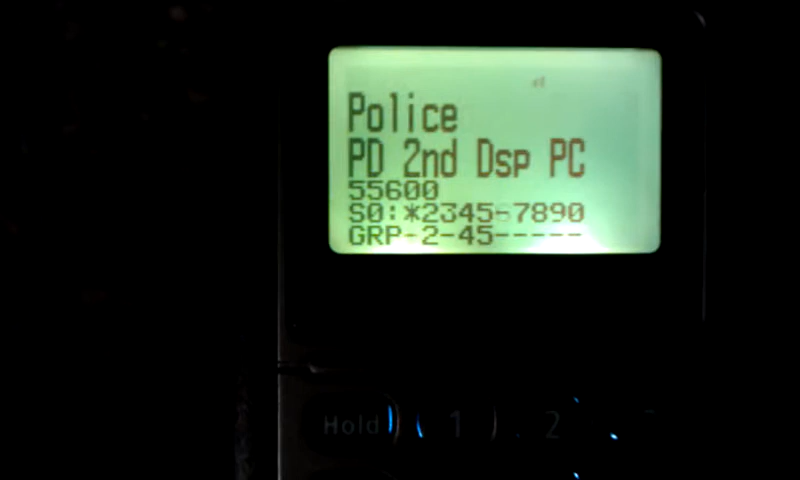 Police
PD 2nd Dsp PC
55600
S0:*2345-7890
GRP-2-45-----
Hold 1 2